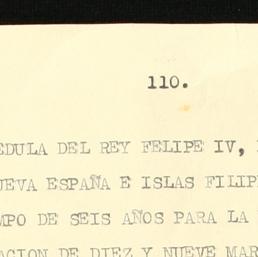 110.
EDULA DEL REY FELIPE IV,
UEVA ESPAÑA E ISLAS FILIP
MPO DE SEIS AÑOS PARA LA
ACION DE DIEZ Y NUEVE MAR